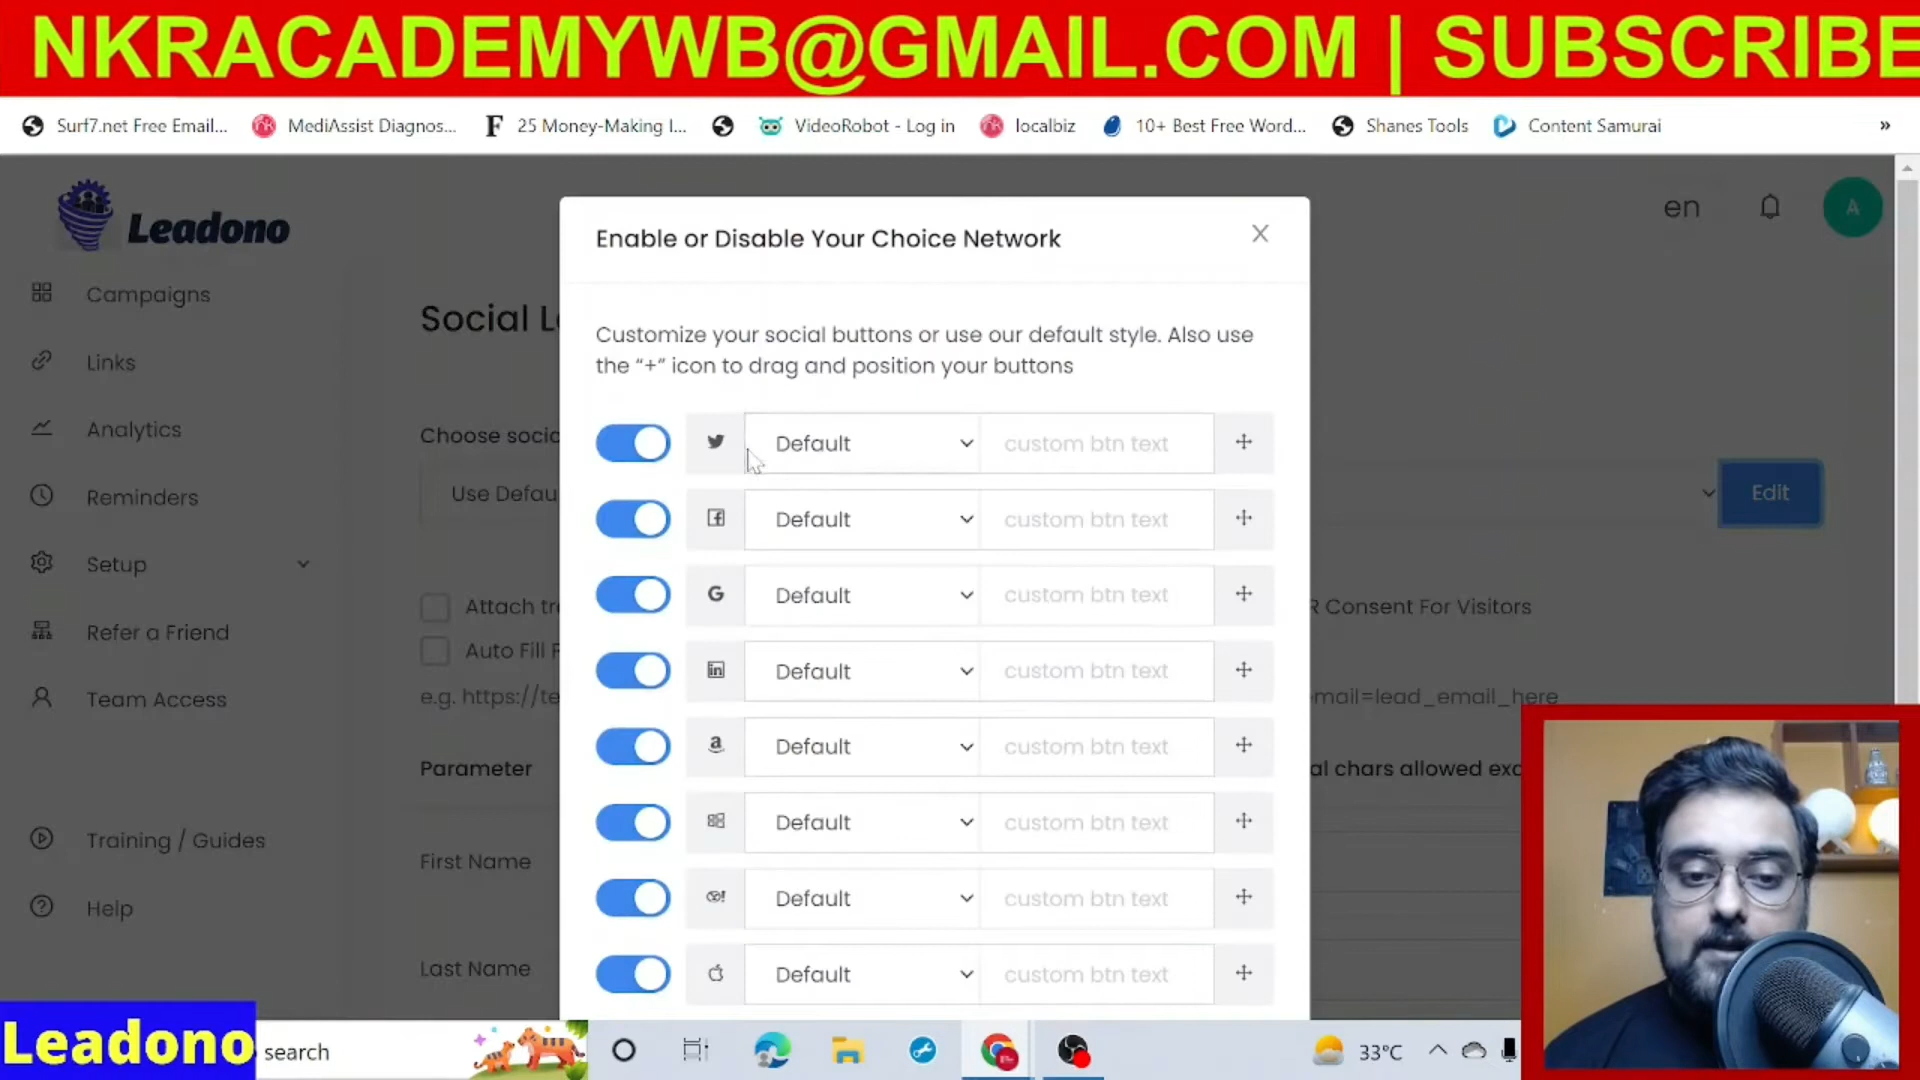 NKRACADEMYWB@GMAIL.COM | SUBSCRIBE
Surf7.net Free Email...
MediAssist Diagnos...
25 Money-Making I...
VideoRobot - Log in
localbiz
10+ Best Free Word...
Shanes Tools
Content Samurai
»
Leadono
en
A
Campaigns
Links
Analytics
Reminders
Setup
Refer a Friend
Team Access
Training / Guides
Help
Social L
Choose socia
Use Defau
Edit
Attach tr
R Consent For Visitors
Auto Fill F
e.g. https://te
mail=lead_email_here
Parameter
al chars allowed exc
First Name
Last Name
Enable or Disable Your Choice Network
Customize your social buttons or use our default style. Also use
the “+” icon to drag and position your buttons
Default custom btn text
Default custom btn text
Default custom btn text
Default custom btn text
Default custom btn text
Default custom btn text
Default custom btn text
Default custom btn text
Leadono
search
33°C